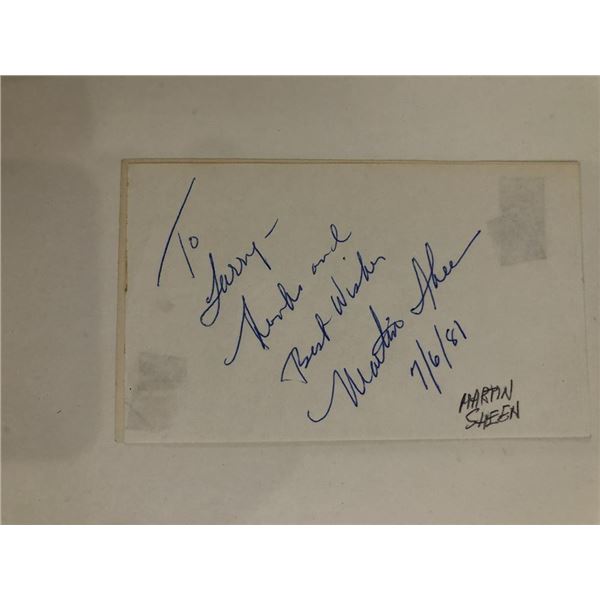 To
Larry -
Thanks and
Best Wishes
Martin Sheen
7/6/81
MARTIN
SHEEN